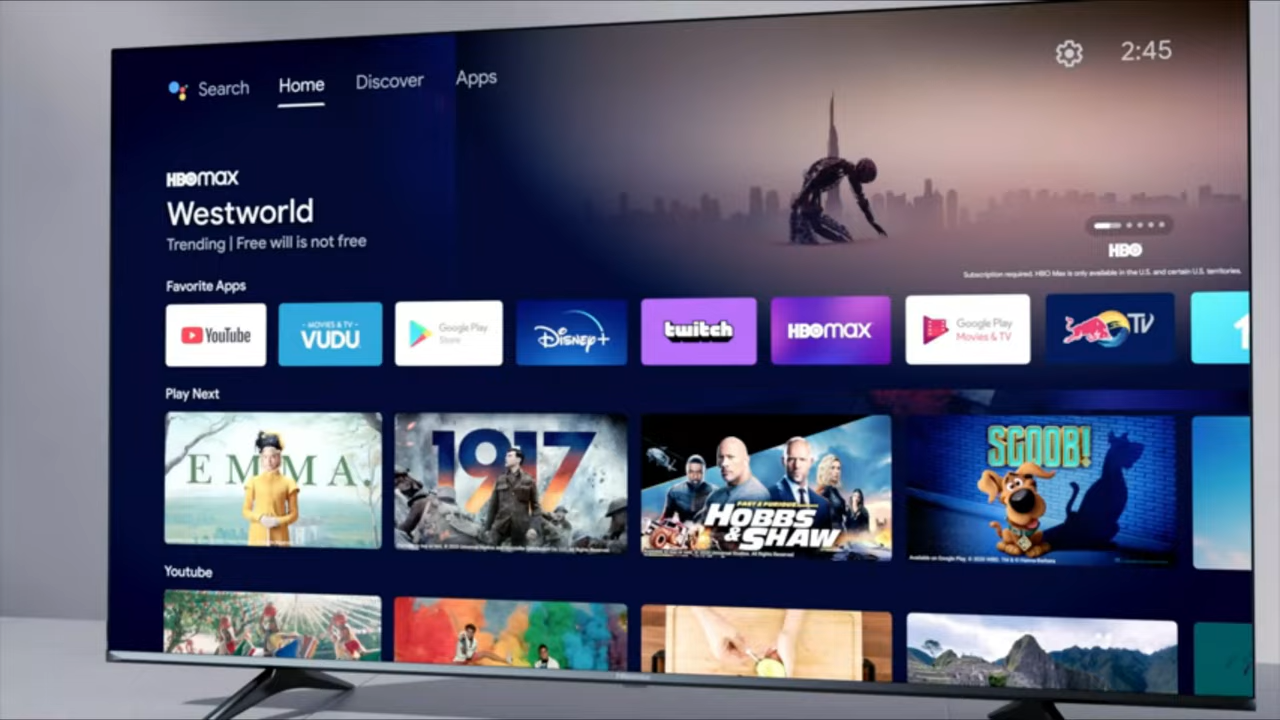 Search Home Discover Apps
2:45
HBOmax
Westworld
Trending | Free will is not free
HBO
Subscription required. HBO Max is only available in the U.S. and certain U.S. territories.
Favorite Apps
YouTube
MOVIES & TV
VUDU
Google Play
Store
Disney+
twitch
HBOmax
Google Play
Movies & TV
TV
Play Next
EMMA.
1917
FAST & FURIOUS
HOBBS
& SHAW
SCOOB!
Youtube